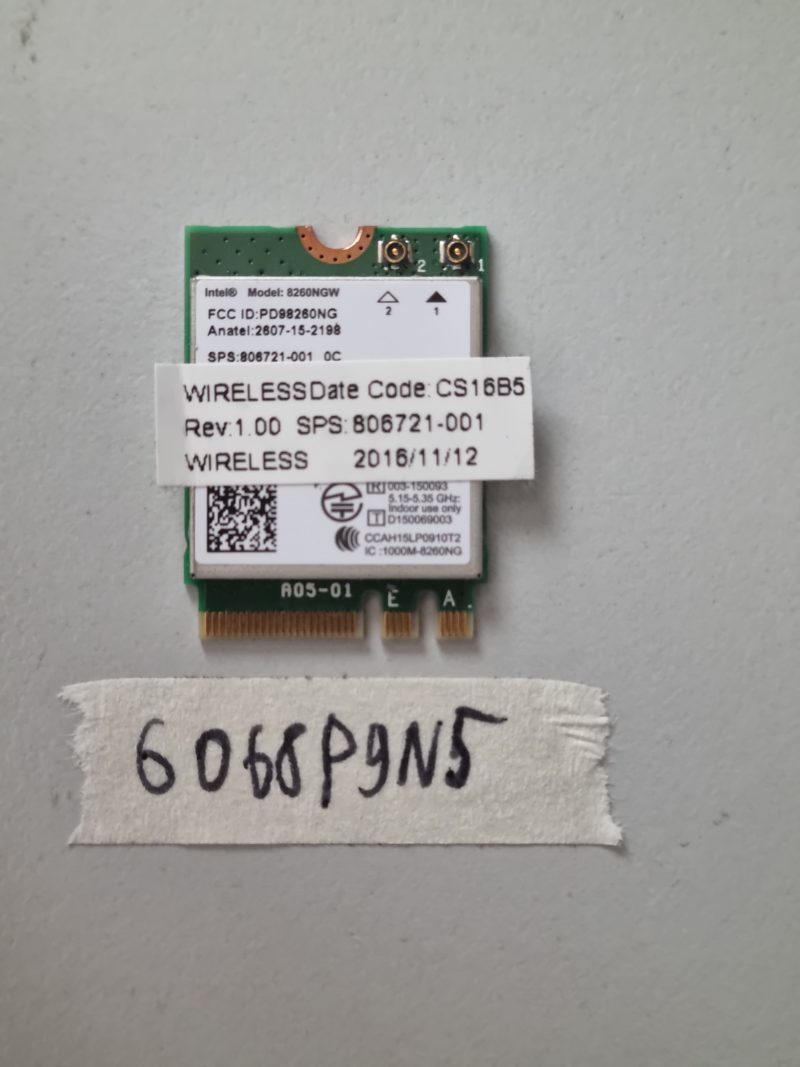 2 1
Intel® Model: 8260NGW
FCC ID:PD98260NG
Anatel:2607-15-2198
2 1
SPS:806721-001 0C
WIRELESSDate Code:CS16B5
Rev:1.00 SPS:806721-001
WIRELESS 2016/11/12
R 003-150093
5.15-5.35 GHz:
Indoor use only
T D150069003
CCAH15LP0910T2
IC :1000M-8260NG
A05-01 E A
6068P9N5